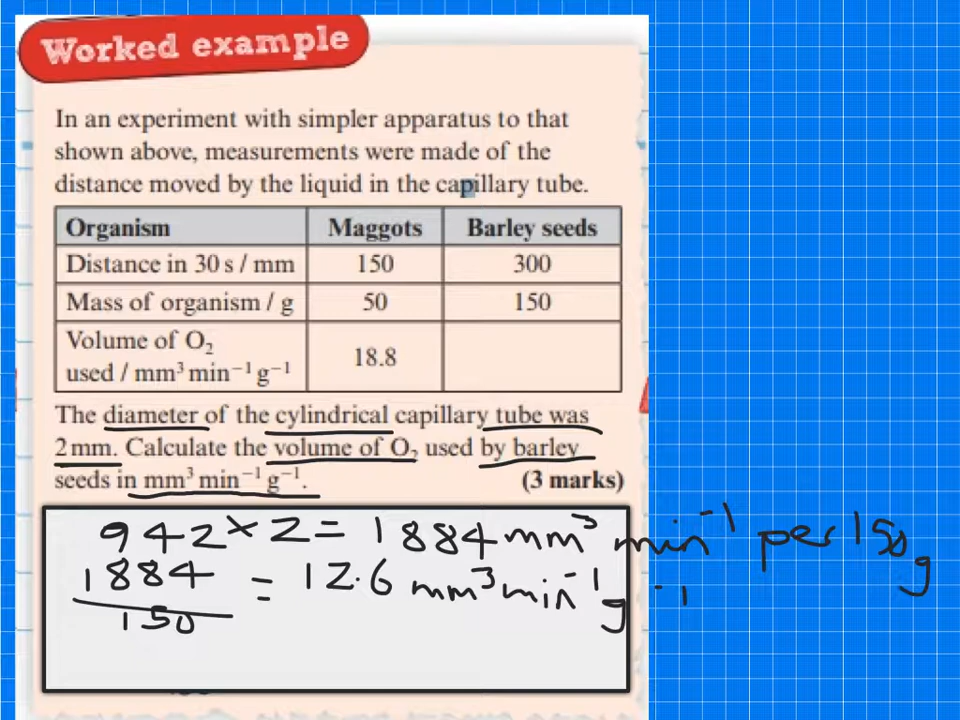 Worked example
In an experiment with simpler apparatus to that
shown above, measurements were made of the
distance moved by the liquid in the capillary tube.
Organism Maggots Barley seeds
Distance in 30 s / mm 150 300
Mass of organism / g 50 150
Volume of O₂
used / mm³ min⁻¹ g⁻¹ 18.8
The diameter of the cylindrical capillary tube was
2 mm. Calculate the volume of O₂ used by barley
seeds in mm³ min⁻¹ g⁻¹. (3 marks)
942 × 2 = 1884 mm³ min⁻¹ per 150g
1884 = 12.6 mm³ min⁻¹ g⁻¹
150